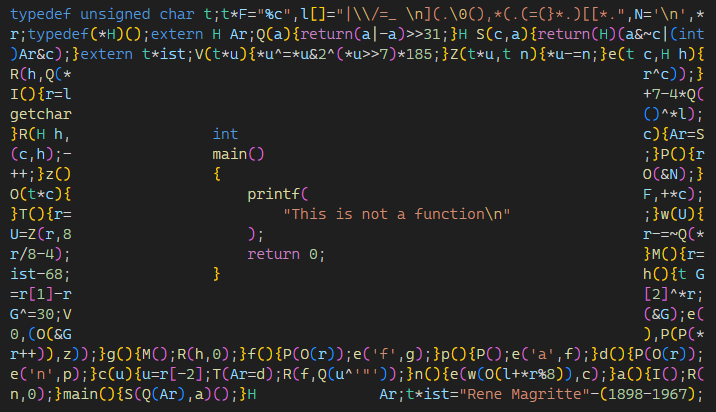 typedef unsigned char t;t*F="%c",l[]="|\\/=_ \n](.\0(),*(.(=(}*.)[[*.",N='\n',*
r;typedef(*H)();extern H Ar;Q(a){return(a|-a)>>31;}H S(c,a){return(H)(a&~c|(int
)Ar&c);}extern t*ist;V(t*u){*u^=*u&2^(*u>>7)*185;}Z(t*u,t n){*u-=n;}e(t c,H h){
R(h,Q(* r^c));}
I(){r=l +7-4*Q(
getchar ()^*l);
}R(H h, int c){Ar=S
(c,h);- main() ;}P(){r
++;}z(){ { O(&N);}
O(t*c){ printf( F,+*c);
}T(){r= "This is not a function\n" ;}w(U){
U=Z(r,8 ); r-=~Q(*
r/8-4); return 0; }M(){r=
ist-68; } h(){t G
=r[1]-r [2]^*r;
G^=30;V (&G);e(
0,(O(&G ),P(P(*
r++)),z));}g(){M();R(h,0);}f(){P(O(r));e('f',g);}p(){P();e('a',f);}d(){P(O(r));
e('n',p);}c(u){u=r[-2];T(Ar=d);R(f,Q(u^'"'));}n(){e(w(O(l+*r%8)),c);}a(){I();R(
n,0);}main(){S(Q(Ar),a)();}H Ar;t*ist="Rene Magritte"-(1898-1967);